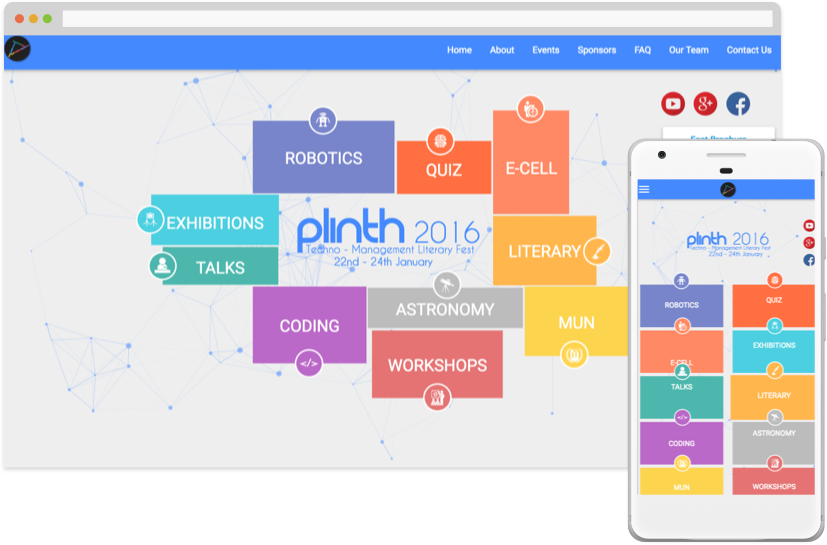 Home About Events Sponsors FAQ Our Team Contact Us
ROBOTICS
QUIZ
E-CELL
EXHIBITIONS
TALKS
plinth 2016
Techno - Management Literary Fest
22nd - 24th January
LITERARY
CODING
ASTRONOMY
MUN
WORKSHOPS
plinth 2016
Techno - Management Literary Fest
22nd - 24th January
ROBOTICS
QUIZ
E-CELL
EXHIBITIONS
TALKS
LITERARY
CODING
ASTRONOMY
MUN
WORKSHOPS